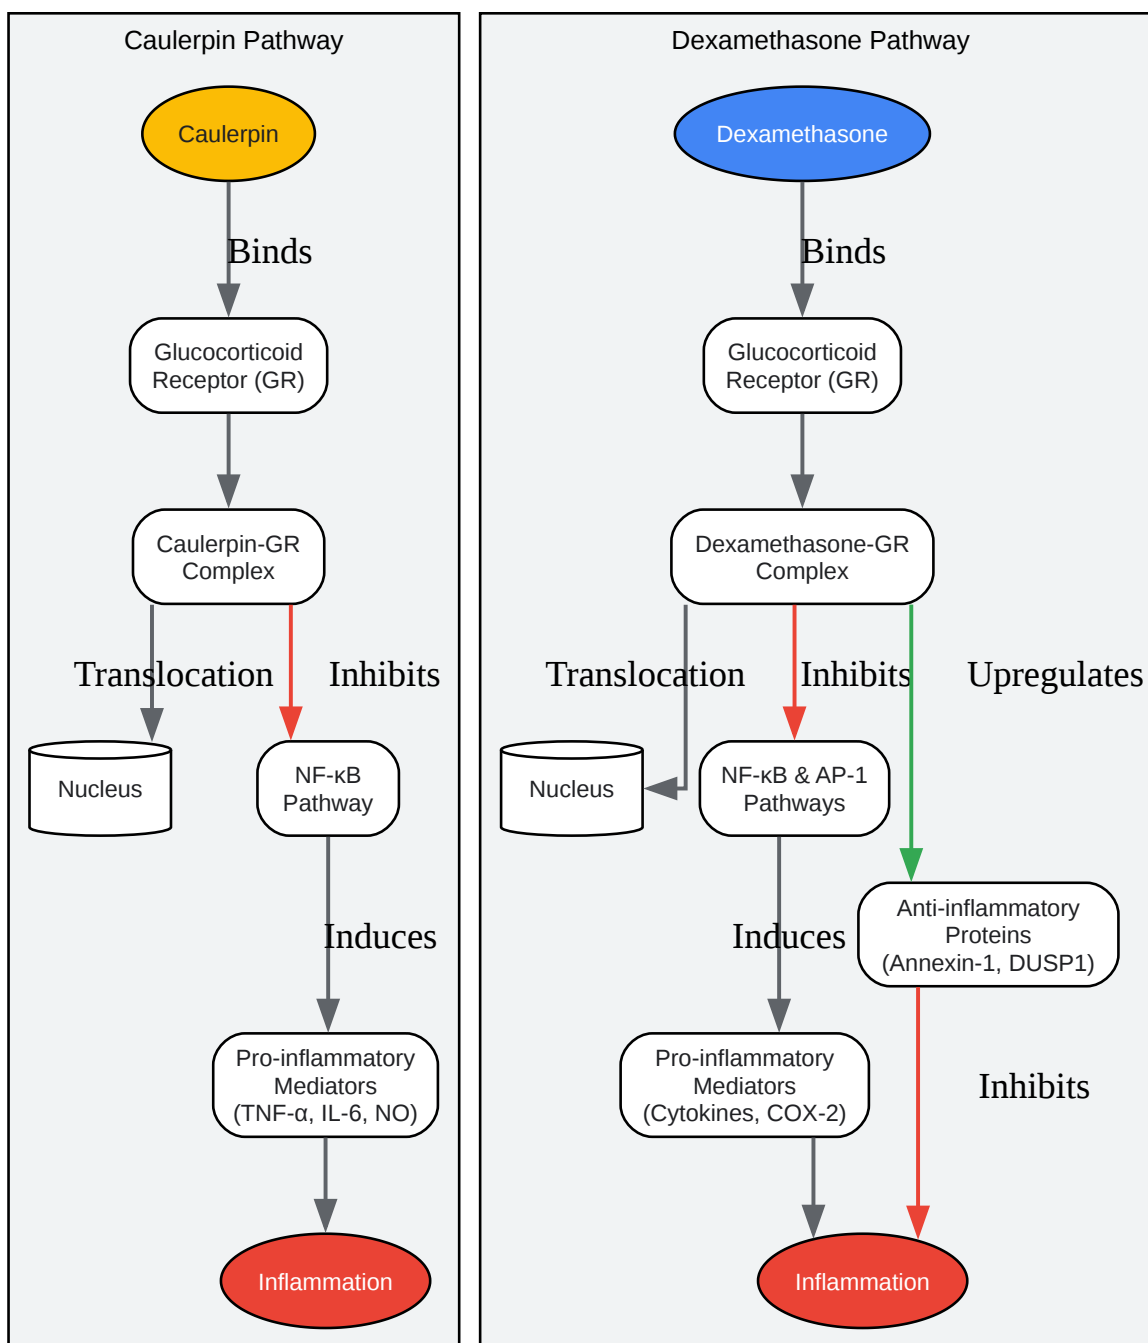 Caulerpin Pathway
Caulerpin
Binds
Glucocorticoid
Receptor (GR)
Caulerpin-GR
Complex
Translocation
Inhibits
Nucleus
NF-κB
Pathway
Induces
Pro-inflammatory
Mediators
(TNF-α, IL-6, NO)
Inflammation
Dexamethasone Pathway
Dexamethasone
Binds
Glucocorticoid
Receptor (GR)
Dexamethasone-GR
Complex
Translocation
Inhibits
Upregulates
Nucleus
NF-κB & AP-1
Pathways
Anti-inflammatory
Proteins
(Annexin-1, DUSP1)
Induces
Pro-inflammatory
Mediators
(Cytokines, COX-2)
Inhibits
Inflammation